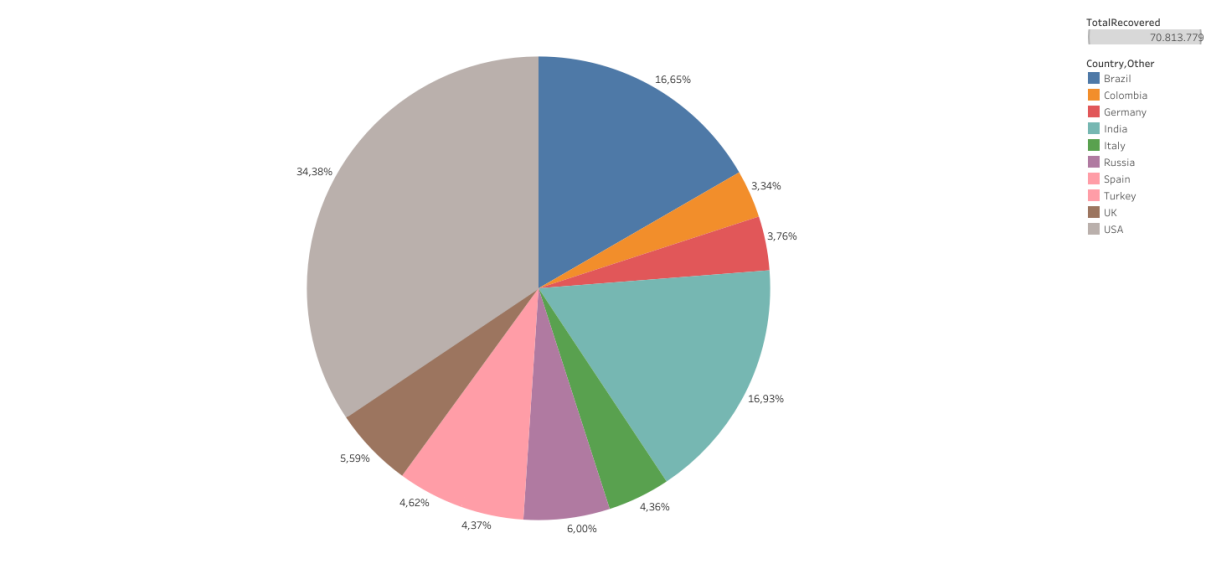 TotalRecovered
70.813.779
Country,Other
Brazil
Colombia
Germany
India
Italy
Russia
Spain
Turkey
UK
USA
16,65%
3,34%
3,76%
16,93%
4,36%
6,00%
4,37%
4,62%
5,59%
34,38%